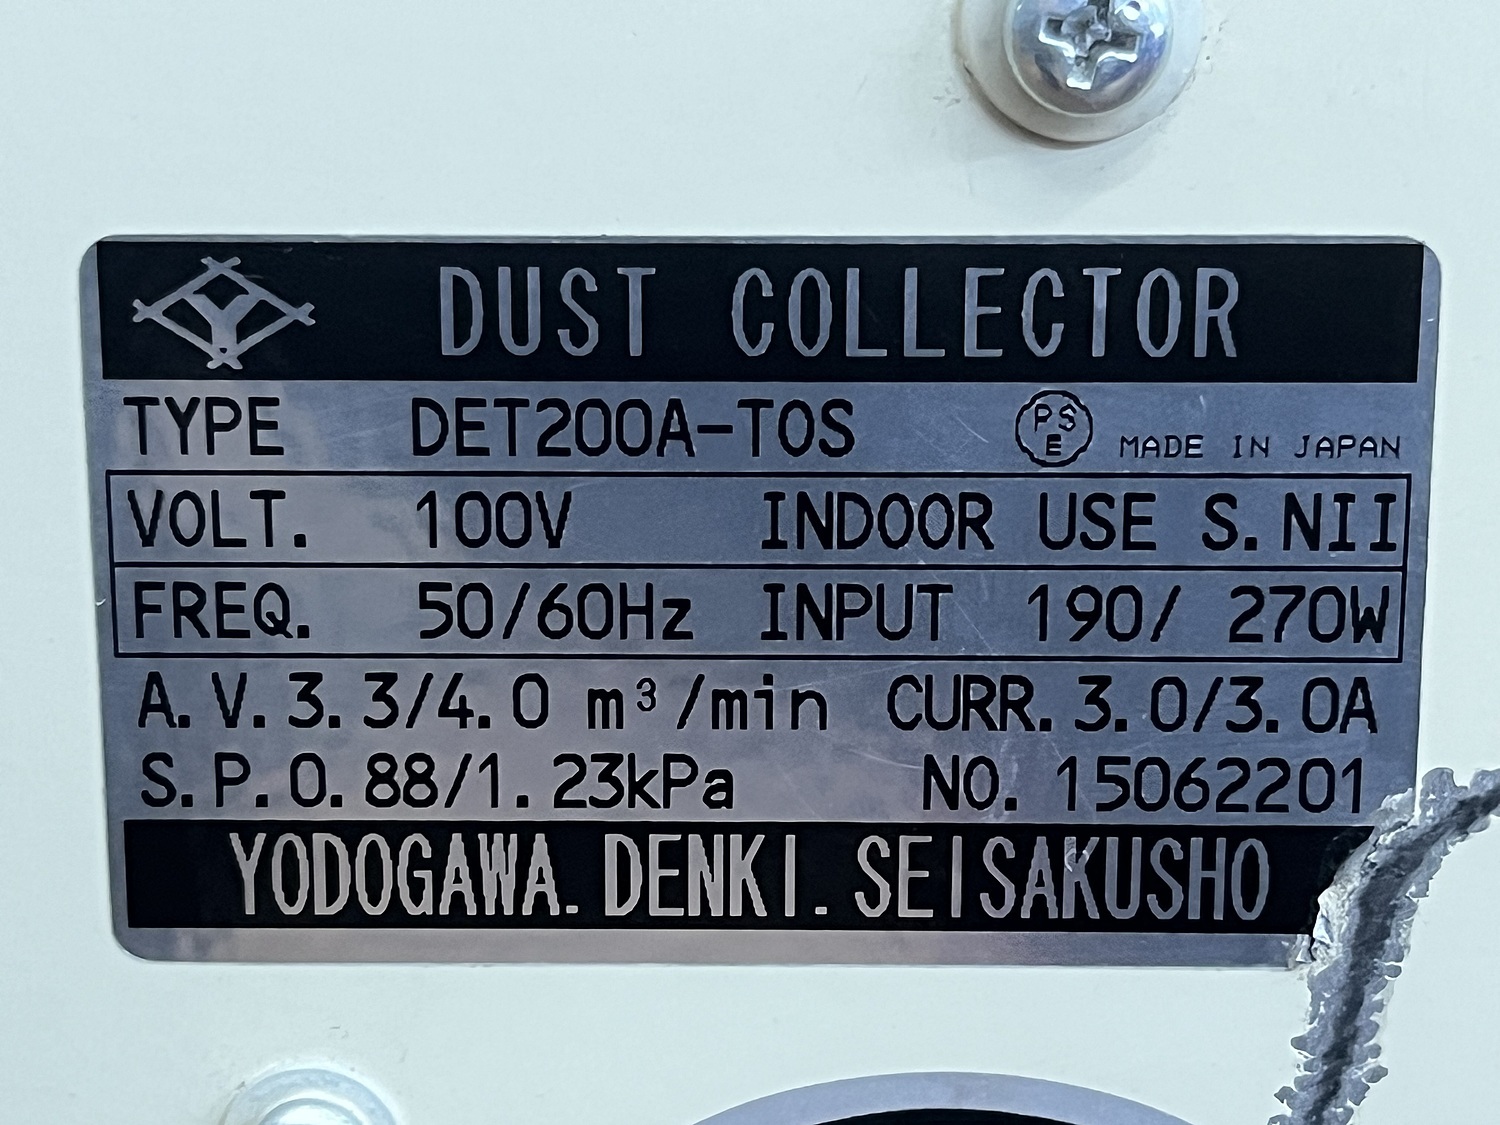 DUST COLLECTOR
TYPE DET200A-TOS PSE MADE IN JAPAN
VOLT. 100V INDOOR USE S.NII
FREQ. 50/60Hz INPUT 190/ 270W
A.V.3.3/4.0 m³/min CURR.3.0/3.0A
S.P.0.88/1.23kPa NO.15062201
YODOGAWA.DENKI.SEISAKUSHO